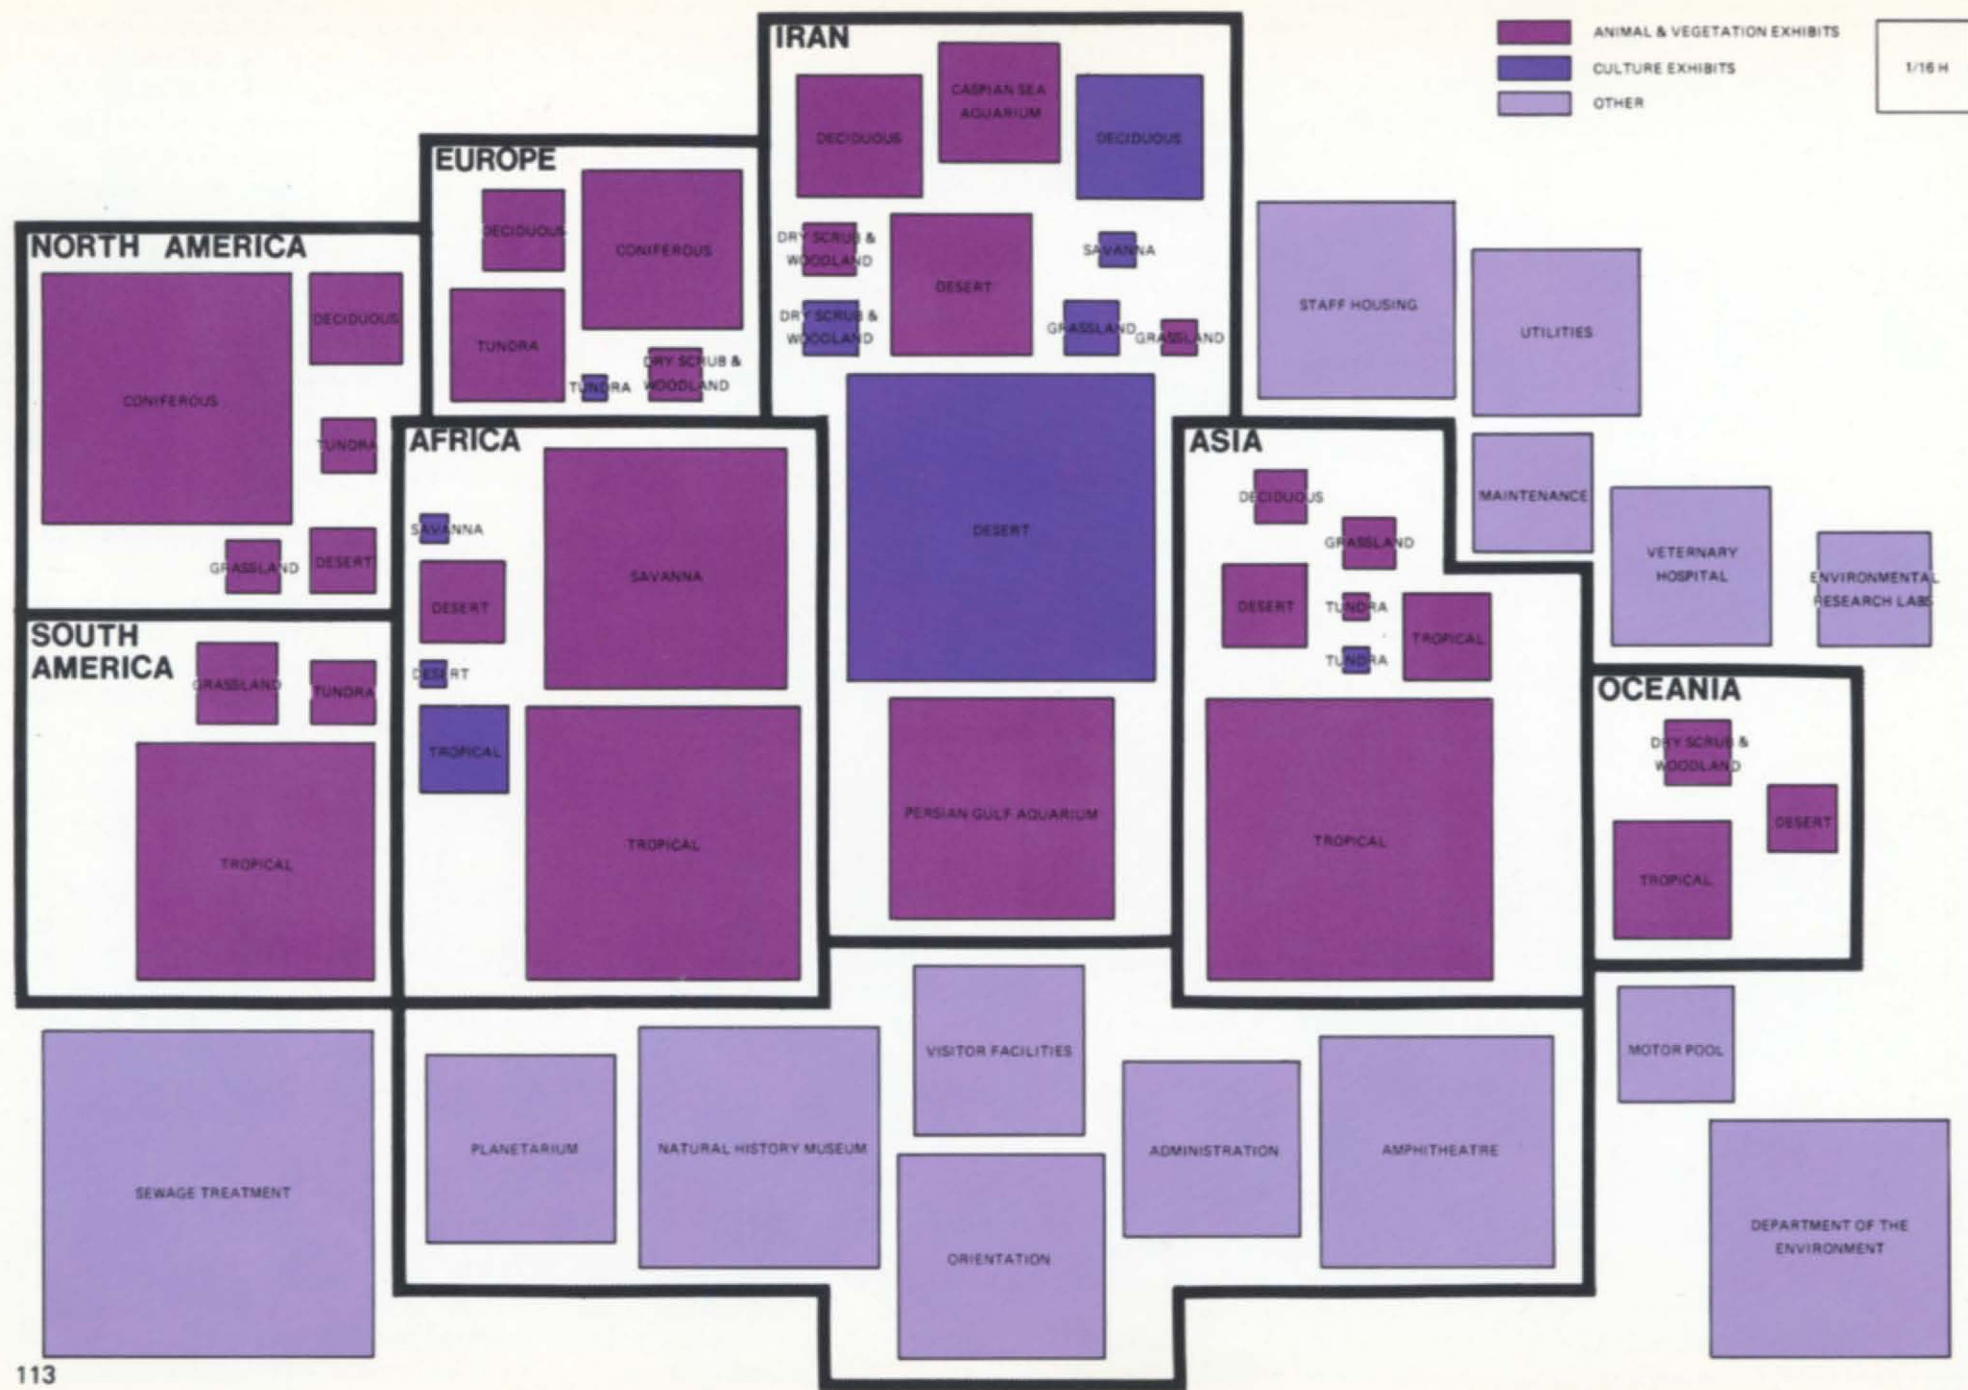 IRAN
ANIMAL & VEGETATION EXHIBITS
CULTURE EXHIBITS
OTHER
1/16 H
DECIDUOUS
CASPIAN SEA
AQUARIUM
DECIDUOUS
DRY SCRUB &
WOODLAND
DESERT
SAVANNA
DRY SCRUB &
WOODLAND
GRASSLAND
GRASSLAND
DESERT
PERSIAN GULF AQUARIUM
EUROPE
DECIDUOUS
CONIFEROUS
TUNDRA
TUNDRA
DRY SCRUB &
WOODLAND
NORTH AMERICA
CONIFEROUS
DECIDUOUS
TUNDRA
GRASSLAND
DESERT
SOUTH
AMERICA
GRASSLAND
TUNDRA
TROPICAL
AFRICA
SAVANNA
SAVANNA
DESERT
DESERT
TROPICAL
TROPICAL
ASIA
DECIDUOUS
GRASSLAND
DESERT
TUNDRA
TROPICAL
TUNDRA
TROPICAL
STAFF HOUSING
UTILITIES
MAINTENANCE
VETERNARY
HOSPITAL
ENVIRONMENTAL
RESEARCH LABS
OCEANIA
DRY SCRUB &
WOODLAND
DESERT
TROPICAL
MOTOR POOL
DEPARTMENT OF THE
ENVIRONMENT
SEWAGE TREATMENT
PLANETARIUM
NATURAL HISTORY MUSEUM
VISITOR FACILITIES
ORIENTATION
ADMINISTRATION
AMPHITHEATRE
113